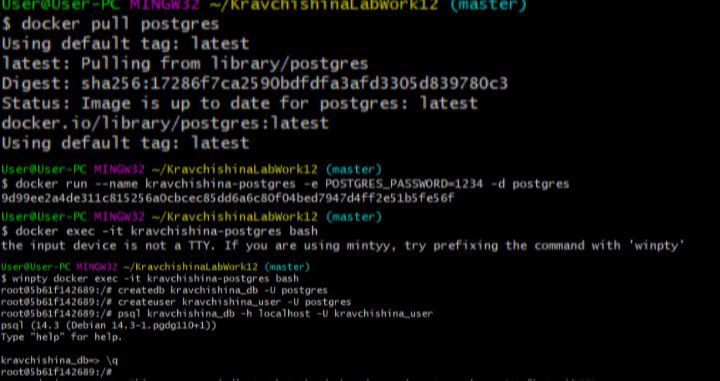 User@User-PC MINGW32 ~/KravchishinaLabWork12 (master)
$ docker pull postgres
Using default tag: latest
latest: Pulling from library/postgres
Digest: sha256:17286f7ca2590bdfdfa3afd3305d839780c3
Status: Image is up to date for postgres: latest
docker.io/library/postgres:latest
Using default tag: latest
User@User-PC MINGW32 ~/KravchishinaLabWork12 (master)
$ docker run --name kravchishina-postgres -e POSTGRES_PASSWORD=1234 -d postgres
9d99ee2a4de311c815256a0cbcec85dd6a6c80f04bed7947d4ff2e51b5fe56f
User@User-PC MINGW32 ~/KravchishinaLabWork12 (master)
$ docker exec -it kravchishina-postgres bash
the input device is not a TTY. If you are using mintyy, try prefixing the command with 'winpty'
User@User-PC MINGW32 ~/KravchishinaLabWork12 (master)
$ winpty docker exec -it kravchishina-postgres bash
root@5b61f142689:/# createdb kravchishina_db -U postgres
root@5b61f142689:/# createuser kravchishina_user -U postgres
root@5b61f142689:/# psql kravchishina_db -h localhost -U kravchishina_user
psql (14.3 (Debian 14.3-1.pgdg110+1))
Type "help" for help.
kravchishina_db=> \q
root@5b61f142689:/#